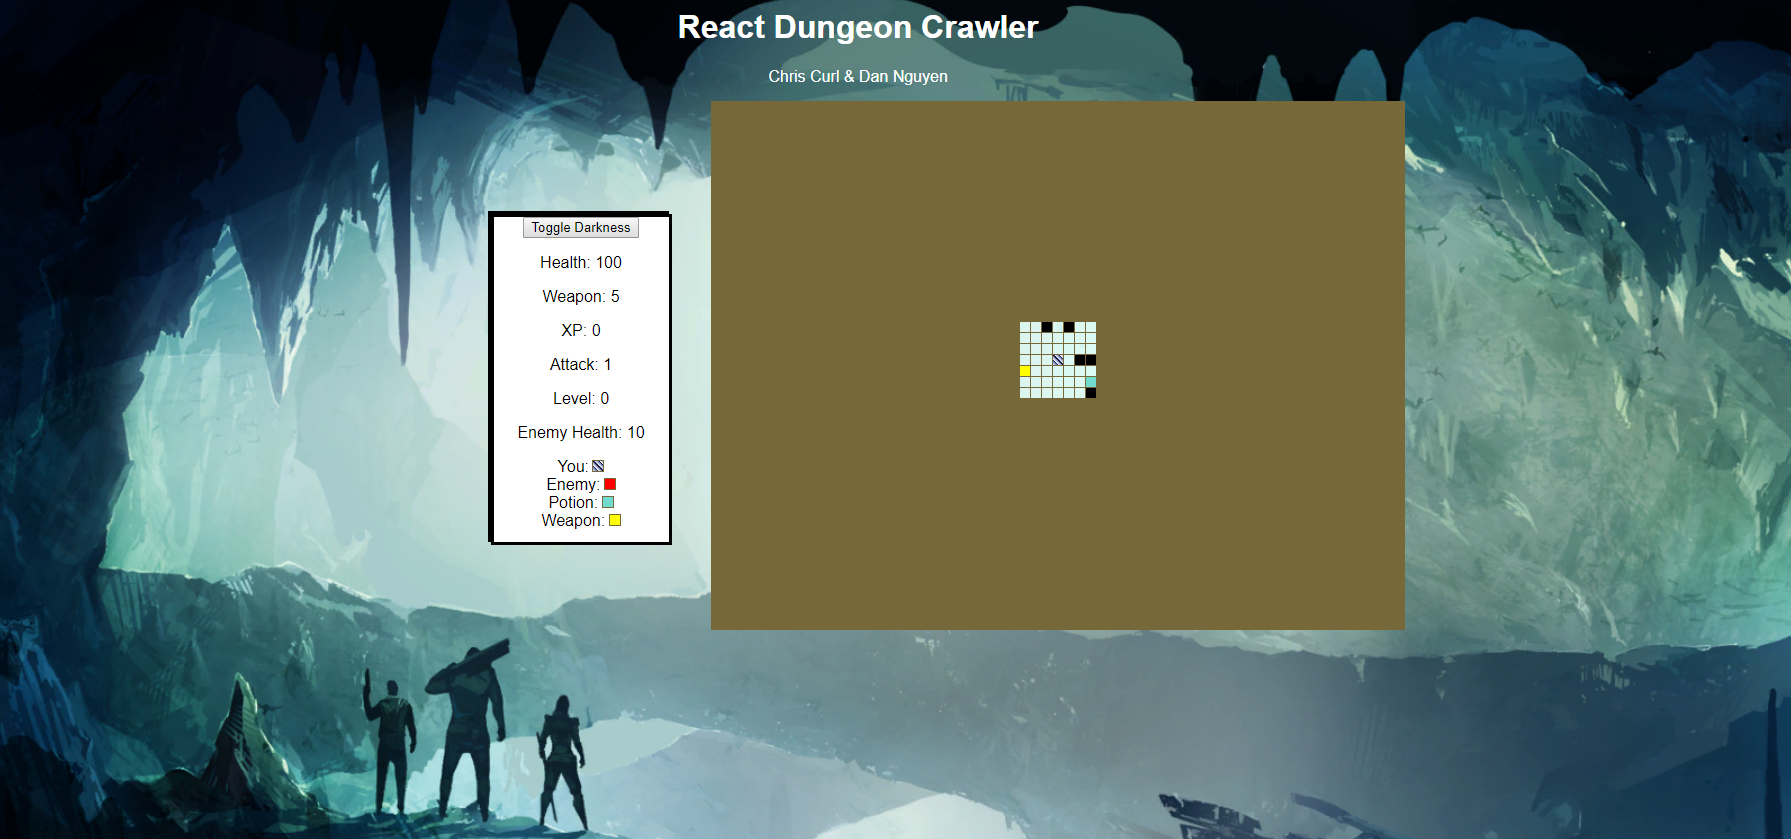 React Dungeon Crawler
Chris Curl & Dan Nguyen
Toggle Darkness
Health: 100
Weapon: 5
XP: 0
Attack: 1
Level: 0
Enemy Health: 10
You:
Enemy:
Potion:
Weapon: